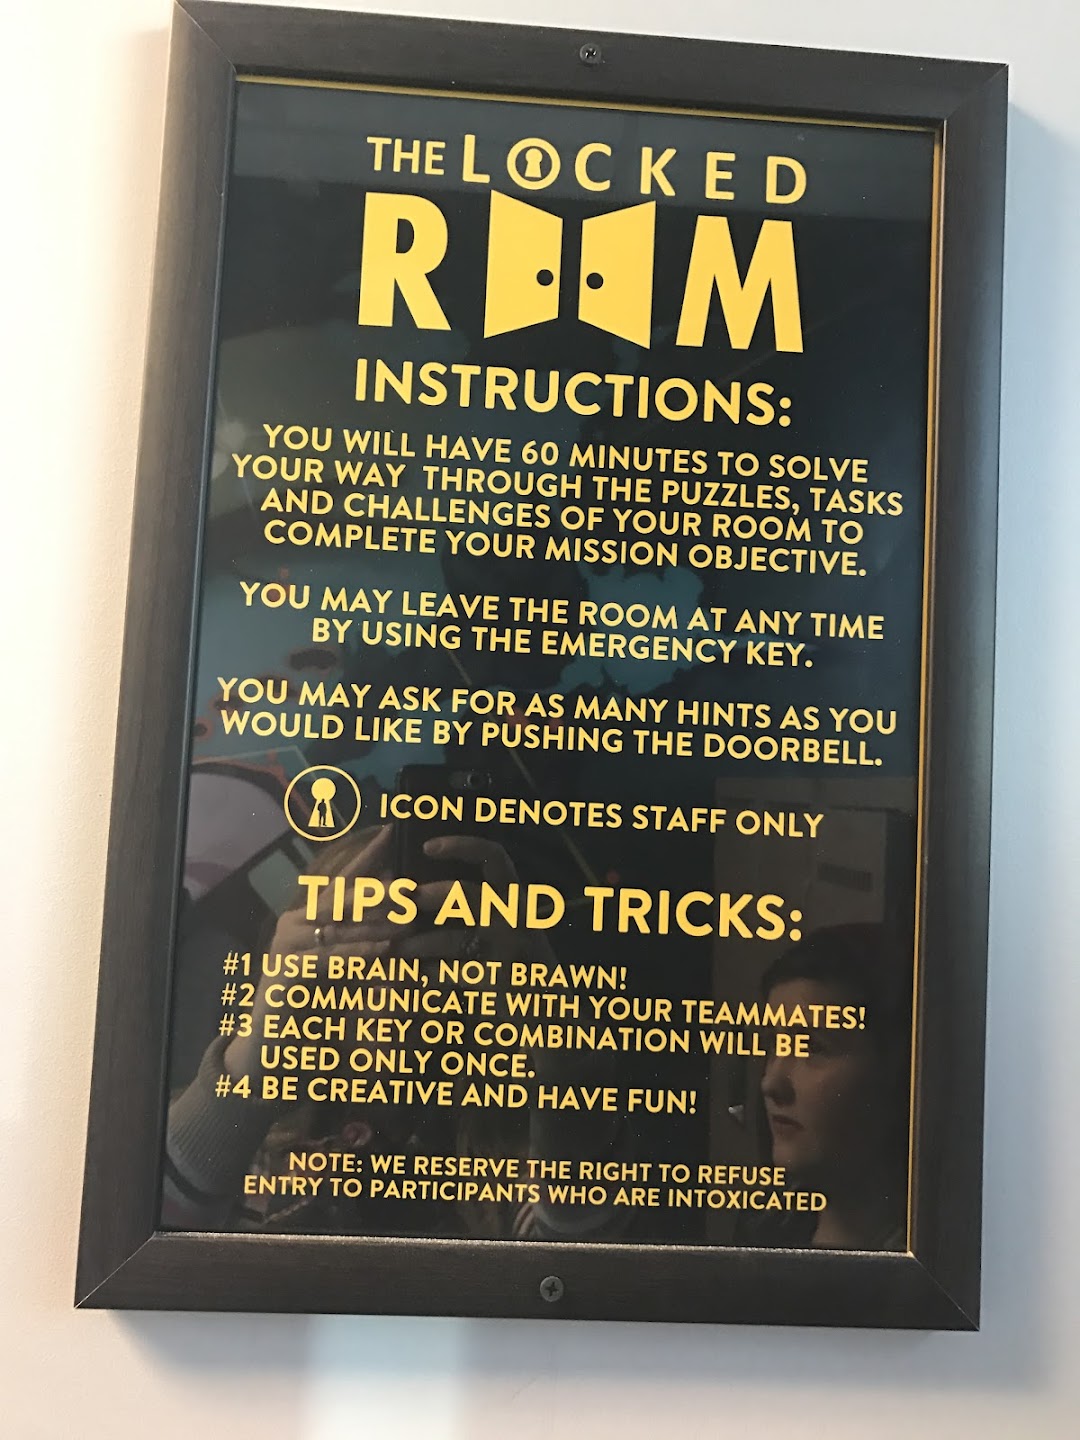 THE LOCKED
ROOM
INSTRUCTIONS:
YOU WILL HAVE 60 MINUTES TO SOLVE
YOUR WAY THROUGH THE PUZZLES, TASKS
AND CHALLENGES OF YOUR ROOM TO
COMPLETE YOUR MISSION OBJECTIVE.
YOU MAY LEAVE THE ROOM AT ANY TIME
BY USING THE EMERGENCY KEY.
YOU MAY ASK FOR AS MANY HINTS AS YOU
WOULD LIKE BY PUSHING THE DOORBELL.
ICON DENOTES STAFF ONLY
TIPS AND TRICKS:
#1 USE BRAIN, NOT BRAWN!
#2 COMMUNICATE WITH YOUR TEAMMATES!
#3 EACH KEY OR COMBINATION WILL BE
USED ONLY ONCE.
#4 BE CREATIVE AND HAVE FUN!
NOTE: WE RESERVE THE RIGHT TO REFUSE
ENTRY TO PARTICIPANTS WHO ARE INTOXICATED